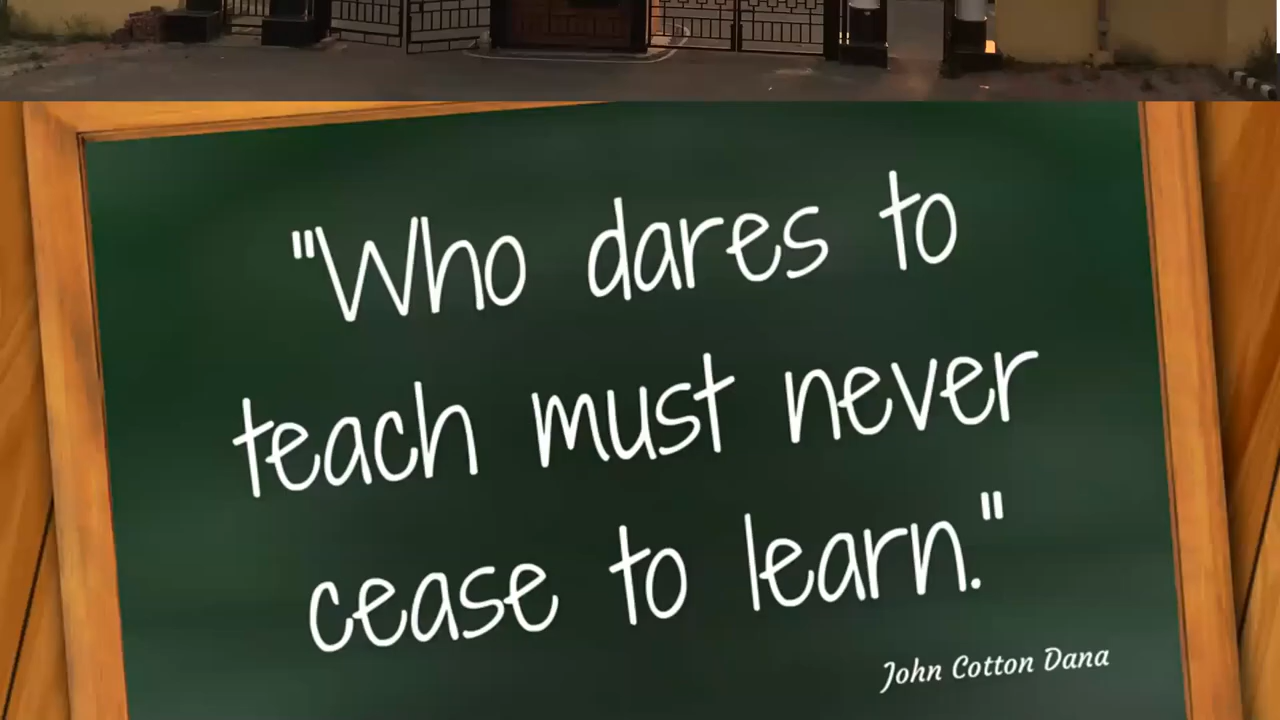 "Who dares to
teach must never
cease to learn."
John Cotton Dana